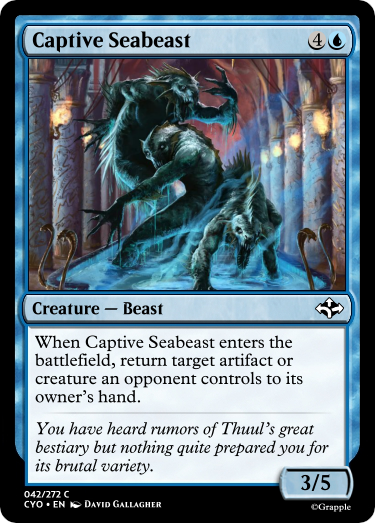 Captive Seabeast 4
Creature — Beast
When Captive Seabeast enters the
battlefield, return target artifact or
creature an opponent controls to its
owner's hand.
You have heard rumors of Thuul's great
bestiary but nothing quite prepared you for
its brutal variety.
3/5
042/272 C
CYO • EN DAVID GALLAGHER
©Grapple